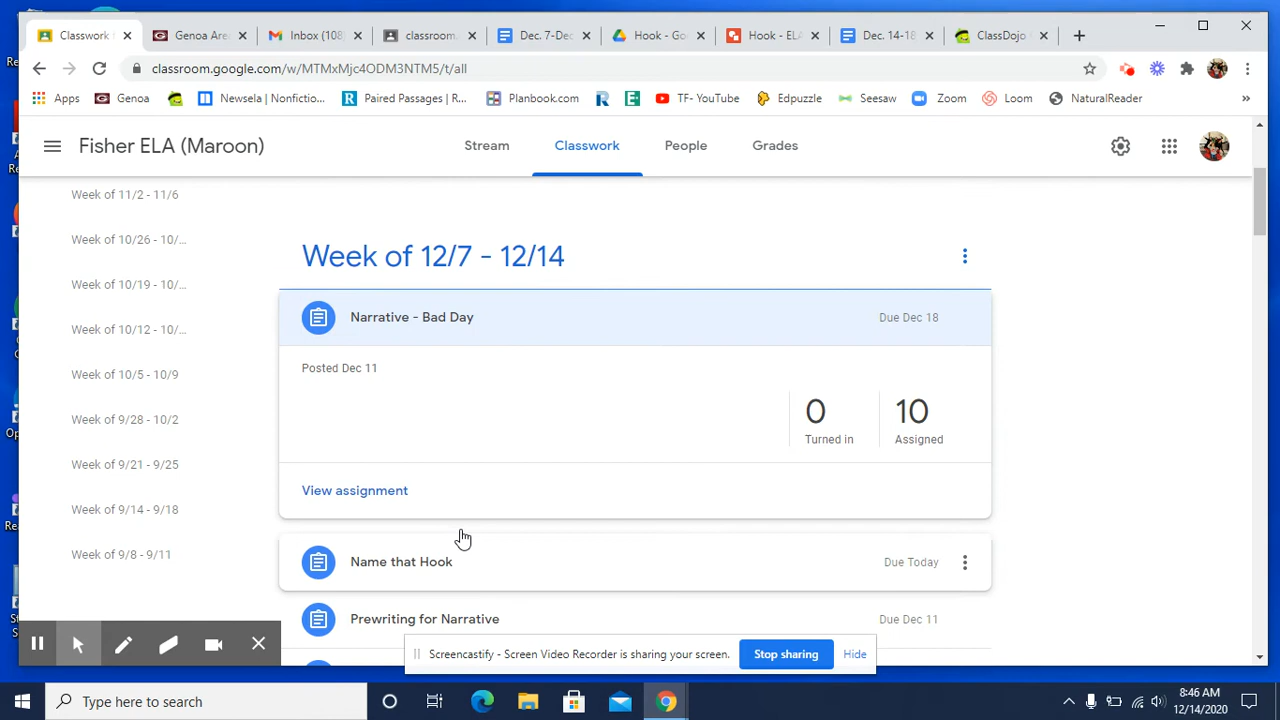 Classwork f
Genoa Are
Inbox (108
classroom.
Dec. 7-Dec
Hook - Go
Hook - ELA
Dec. 14-18
ClassDojo S
classroom.google.com/w/MTMxMjc4ODM3NTM5/t/all
Apps
Genoa
Newsela | Nonfictio...
Paired Passages | R...
Planbook.com
TF- YouTube
Edpuzzle
Seesaw
Zoom
Loom
NaturalReader
»
Fisher ELA (Maroon)
Stream
Classwork
People
Grades
Week of 11/2 - 11/6
Week of 10/26 - 10/...
Week of 10/19 - 10/...
Week of 10/12 - 10/...
Week of 10/5 - 10/9
Week of 9/28 - 10/2
Week of 9/21 - 9/25
Week of 9/14 - 9/18
Week of 9/8 - 9/11
Week of 12/7 - 12/14
Narrative - Bad Day
Due Dec 18
Posted Dec 11
0
Turned in
10
Assigned
View assignment
Name that Hook
Due Today
Prewriting for Narrative
Due Dec 11
Screencastify - Screen Video Recorder is sharing your screen.
Stop sharing
Hide
Type here to search
8:46 AM
12/14/2020